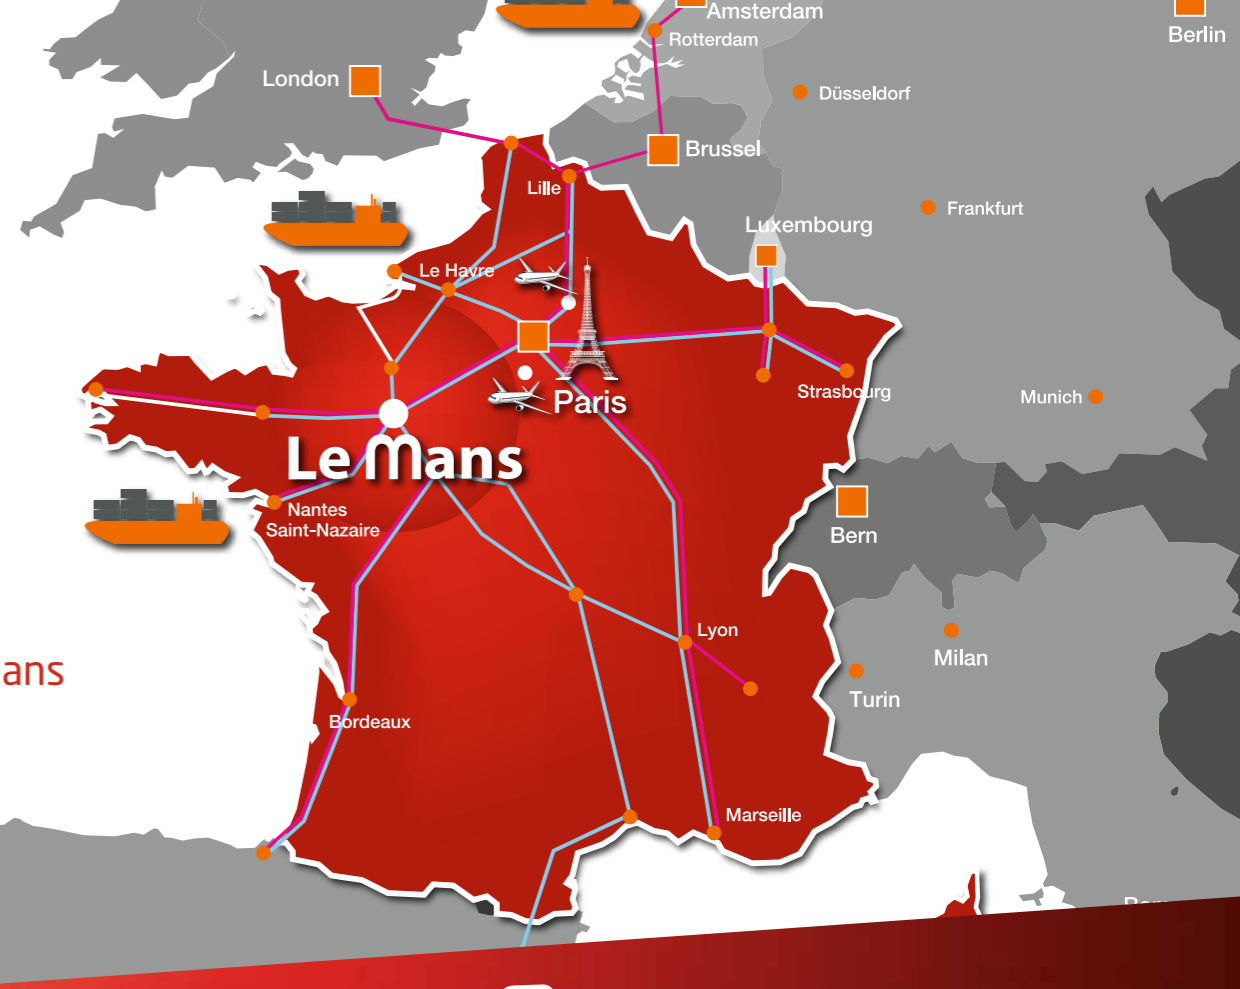 Amsterdam
Rotterdam
Berlin
London
Düsseldorf
Brussel
Lille
Frankfurt
Luxembourg
Le Havre
Strasbourg
Munich
Paris
Le Mans
Nantes
Saint-Nazaire
Bern
Lyon
Milan
ans
Turin
Bordeaux
Marseille